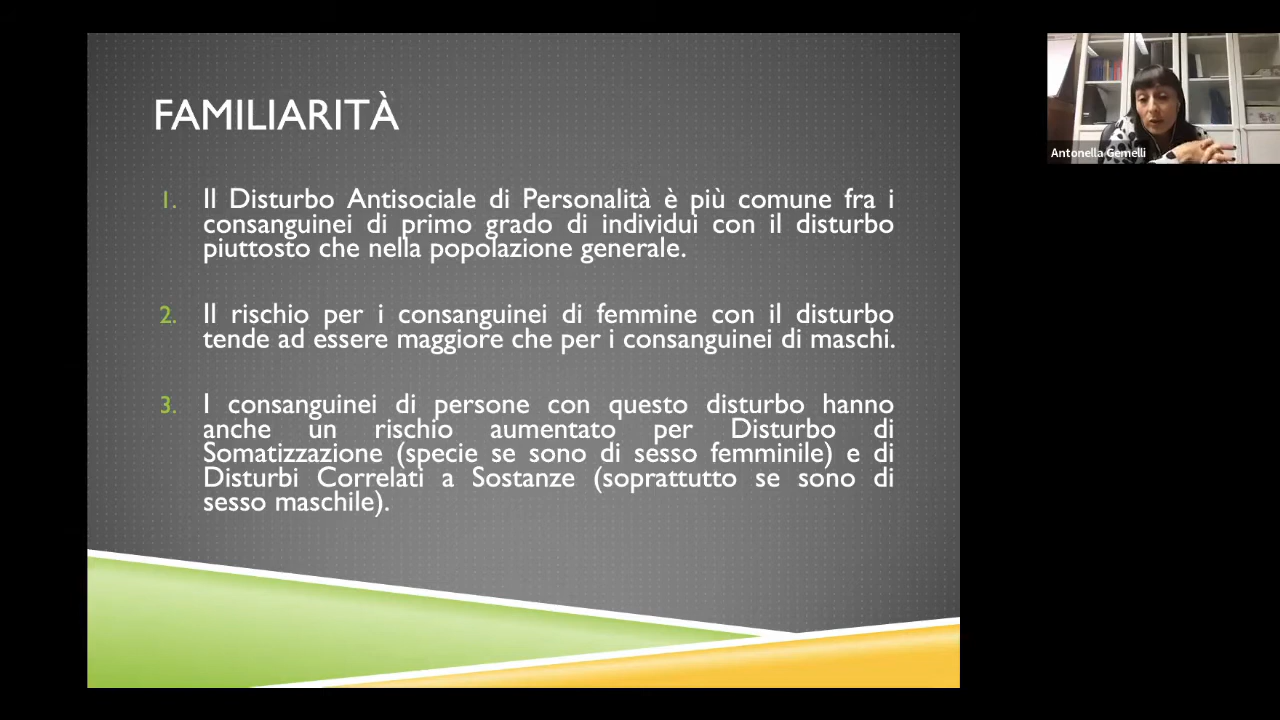 FAMILIARITÀ
1. Il Disturbo Antisociale di Personalità è più comune fra i
consanguinei di primo grado di individui con il disturbo
piuttosto che nella popolazione generale.
2. Il rischio per i consanguinei di femmine con il disturbo
tende ad essere maggiore che per i consanguinei di maschi.
3. I consanguinei di persone con questo disturbo hanno
anche un rischio aumentato per Disturbo di
Somatizzazione (specie se sono di sesso femminile) e di
Disturbi Correlati a Sostanze (soprattutto se sono di
sesso maschile).
Antonella Gemelli